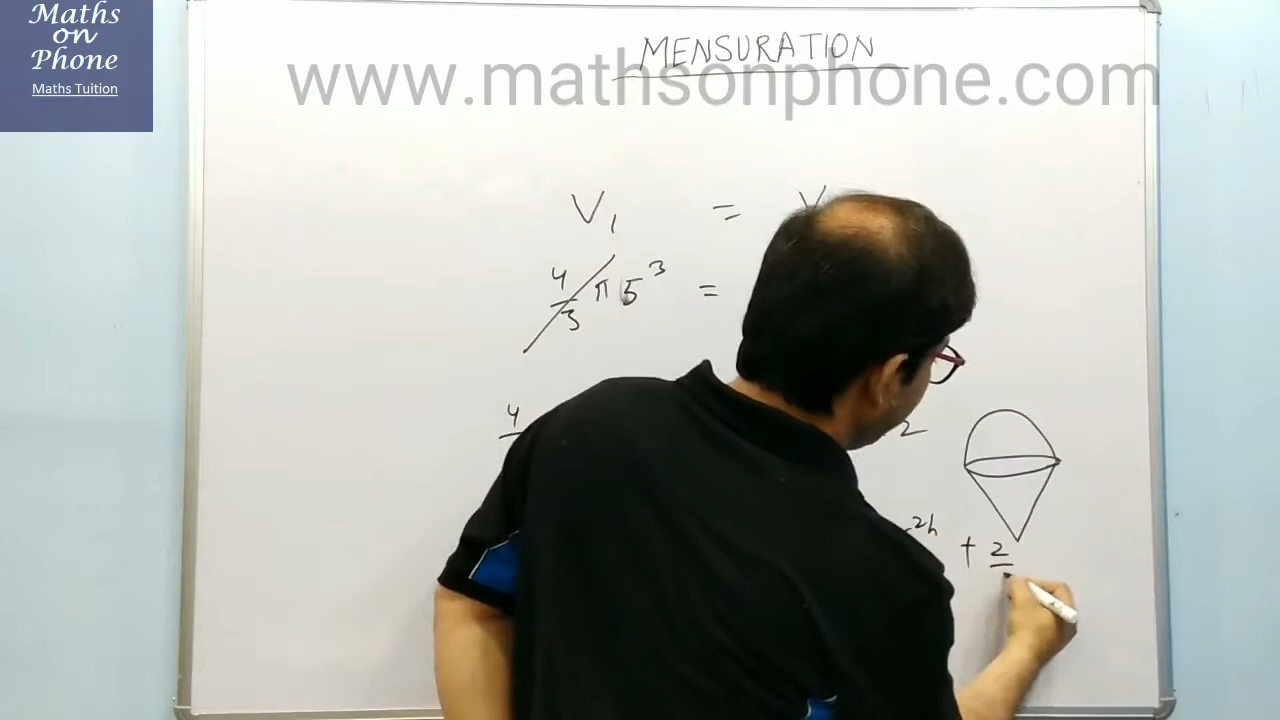 Maths
on
Phone
Maths Tuition
MENSURATION
www.mathsonphone.com
V₁ = V
4/3 π 5³ =
4
2
²h + 2